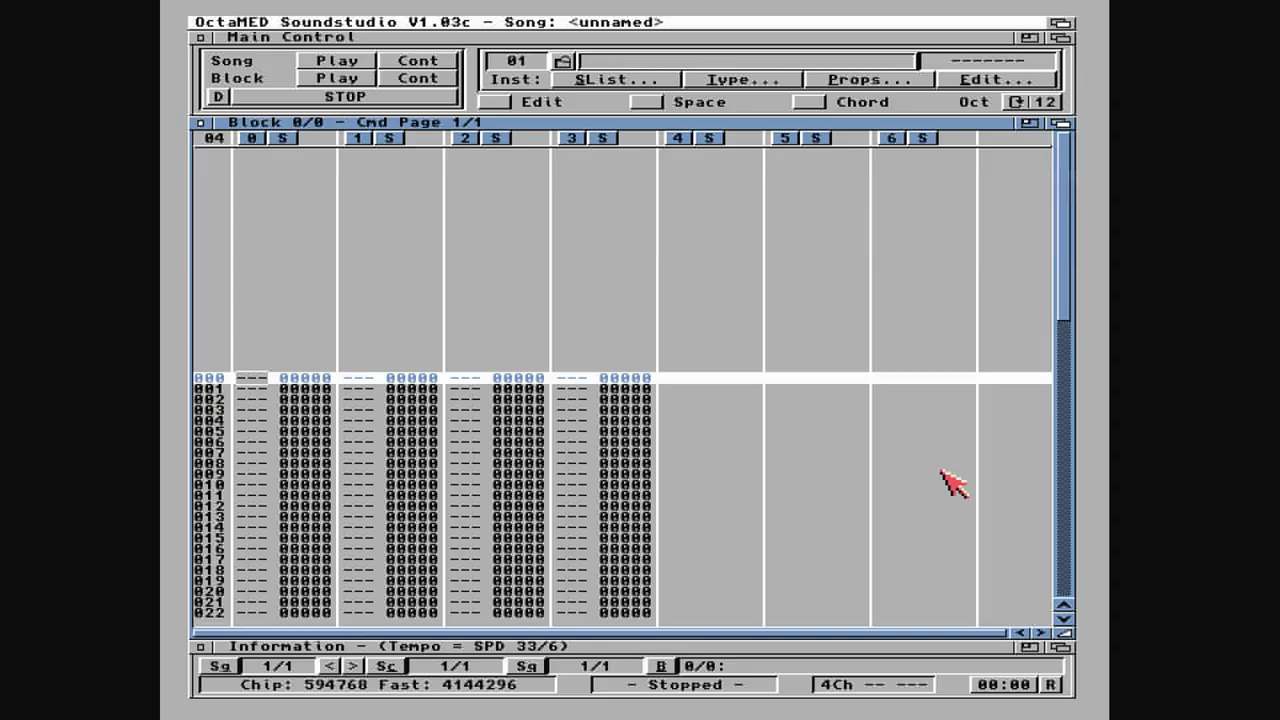 OctaMED Soundstudio V1.03c - Song: <unnamed>
Main Control
Song Play Cont 01 -------
Block Play Cont Inst: SList... Type... Props... Edit...
D STOP Edit Space Chord Oct 12
Block 0/0 - Cmd Page 1/1
04 0 S 1 S 2 S 3 S 4 S 5 S 6 S
000 --- 00000 --- 00000 --- 00000 --- 00000
001 --- 00000 --- 00000 --- 00000 --- 00000
002 --- 00000 --- 00000 --- 00000 --- 00000
003 --- 00000 --- 00000 --- 00000 --- 00000
004 --- 00000 --- 00000 --- 00000 --- 00000
005 --- 00000 --- 00000 --- 00000 --- 00000
006 --- 00000 --- 00000 --- 00000 --- 00000
007 --- 00000 --- 00000 --- 00000 --- 00000
008 --- 00000 --- 00000 --- 00000 --- 00000
009 --- 00000 --- 00000 --- 00000 --- 00000
010 --- 00000 --- 00000 --- 00000 --- 00000
011 --- 00000 --- 00000 --- 00000 --- 00000
012 --- 00000 --- 00000 --- 00000 --- 00000
013 --- 00000 --- 00000 --- 00000 --- 00000
014 --- 00000 --- 00000 --- 00000 --- 00000
015 --- 00000 --- 00000 --- 00000 --- 00000
016 --- 00000 --- 00000 --- 00000 --- 00000
017 --- 00000 --- 00000 --- 00000 --- 00000
018 --- 00000 --- 00000 --- 00000 --- 00000
019 --- 00000 --- 00000 --- 00000 --- 00000
020 --- 00000 --- 00000 --- 00000 --- 00000
021 --- 00000 --- 00000 --- 00000 --- 00000
022 --- 00000 --- 00000 --- 00000 --- 00000
Information - (Tempo = SPD 33/6)
Sg 1/1 < > Sc 1/1 Sq 1/1 B 0/0:
Chip: 594768 Fast: 4144296 - Stopped - 4Ch -- --- 00:00 R